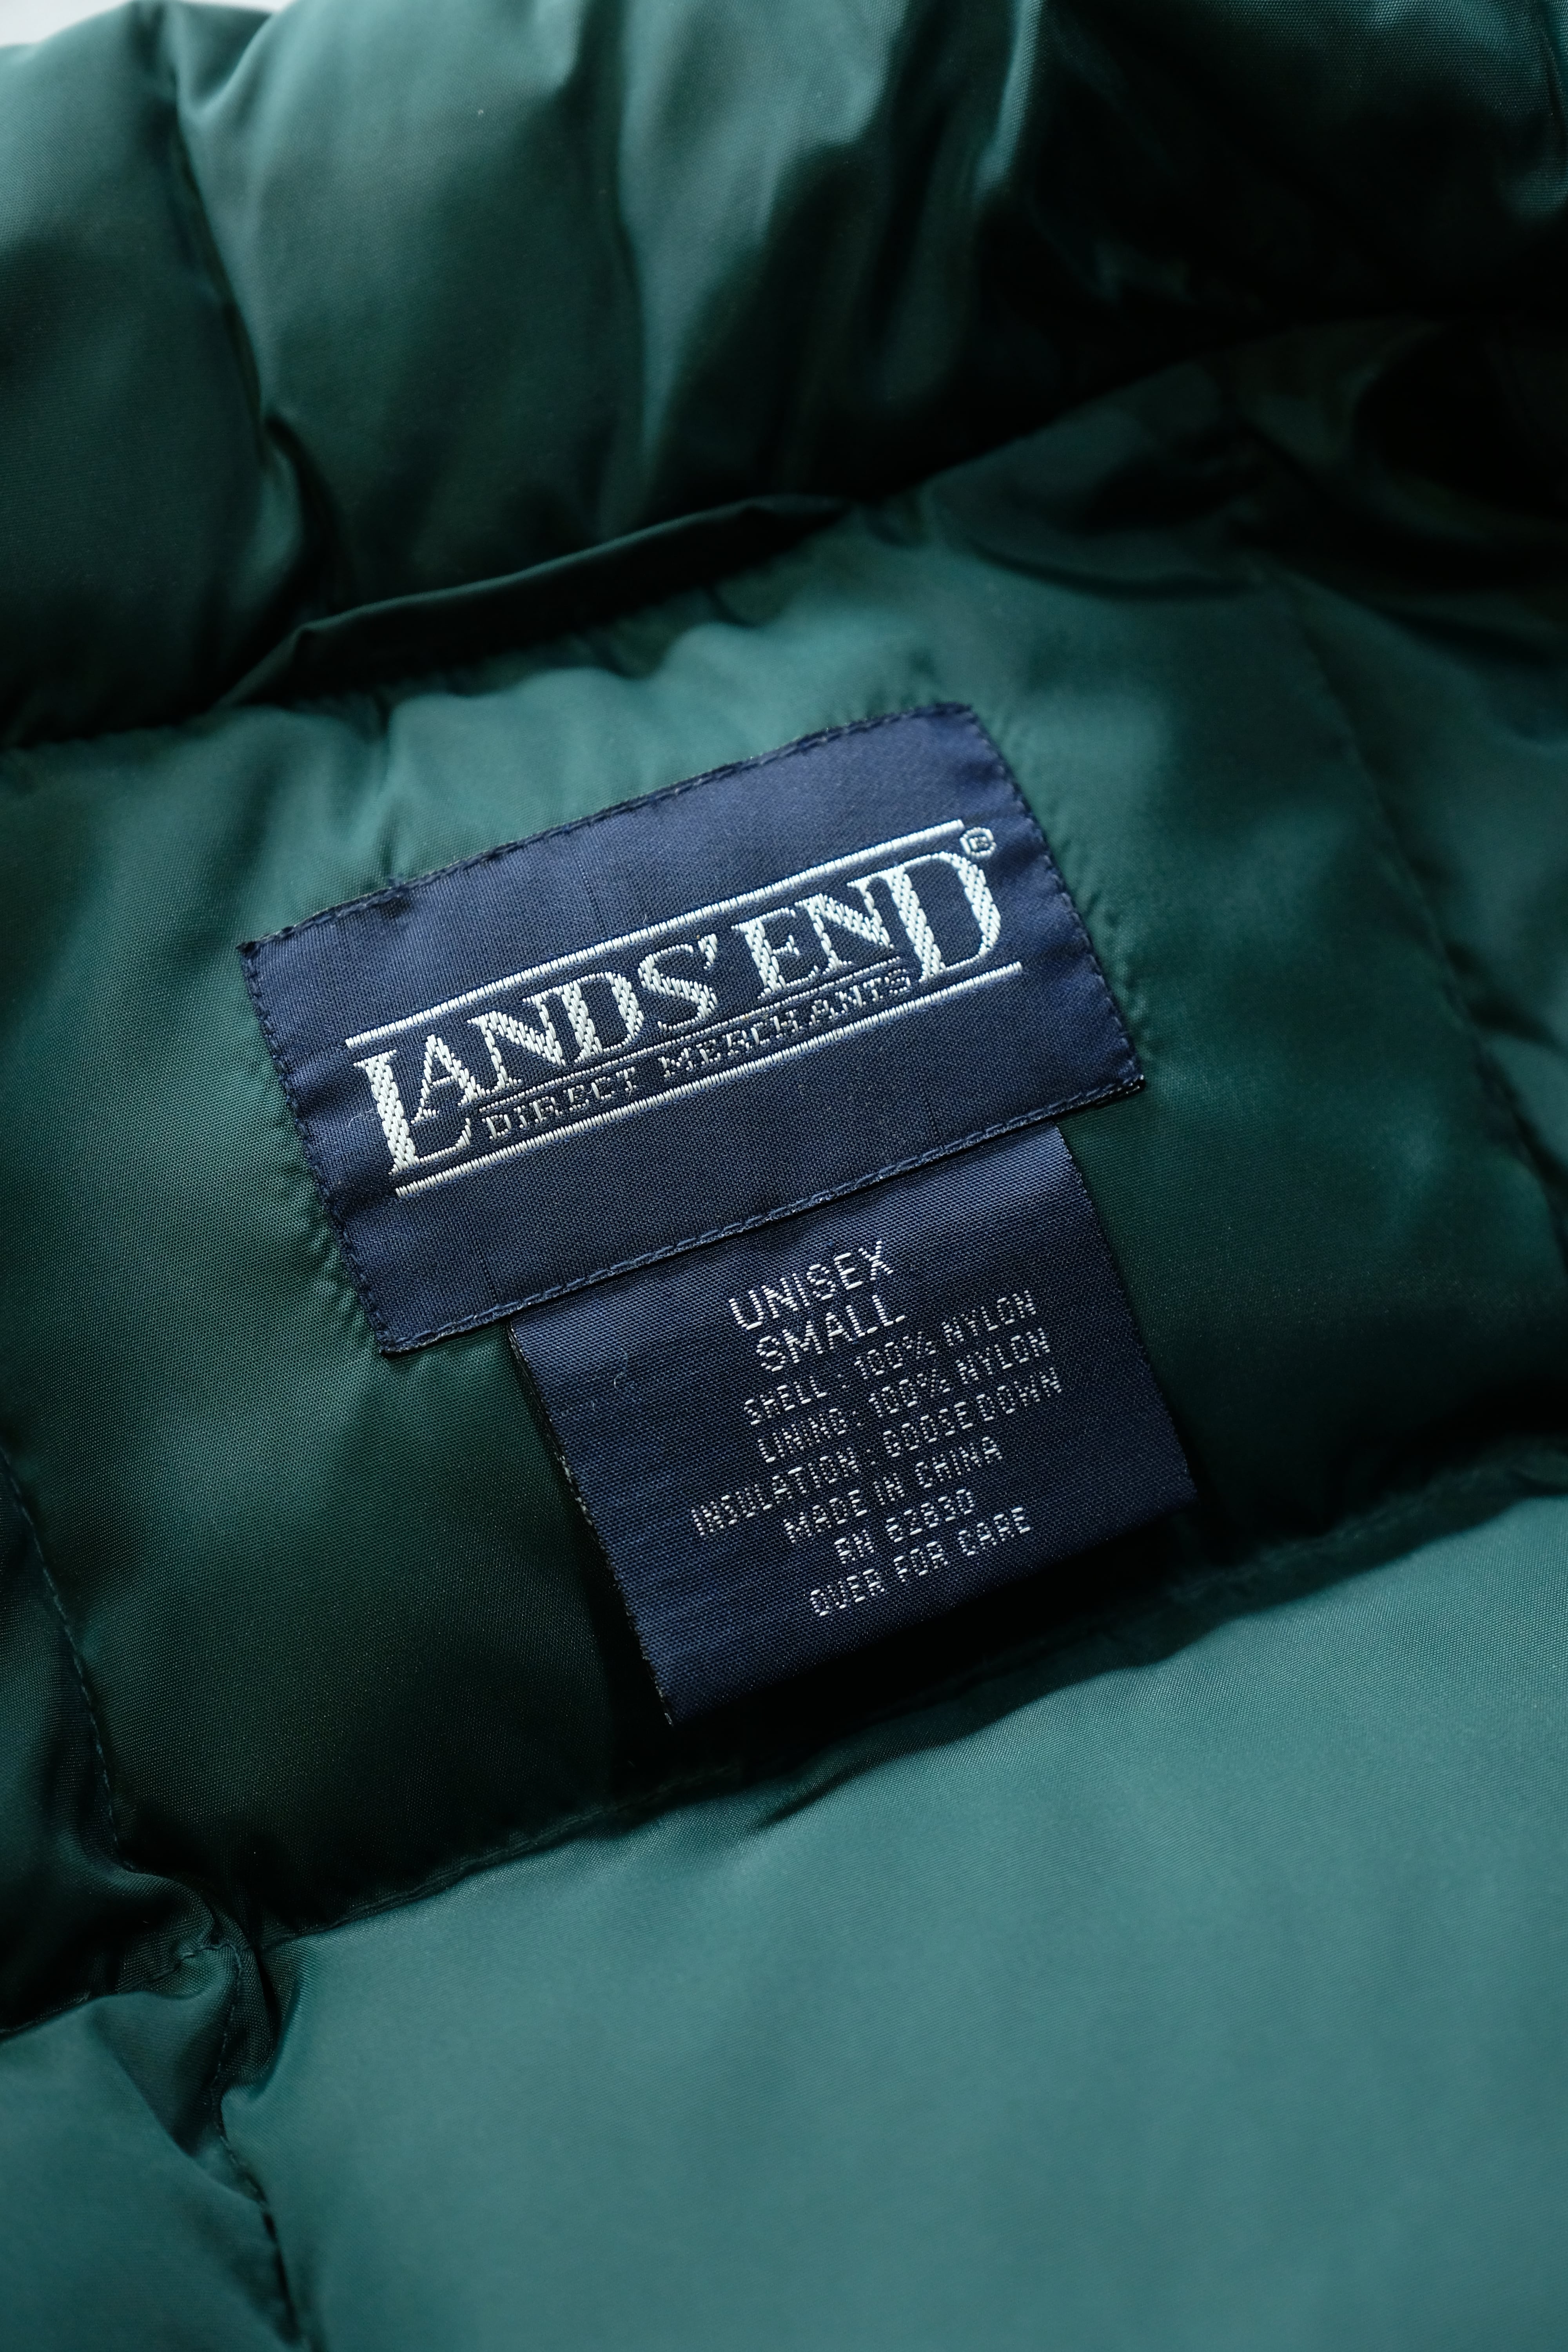 LANDS' END®
DIRECT MERCHANTS
UNISEX
SMALL
SHELL: 100% NYLON
LINING: 100% NYLON
INSULATION: GOOSE DOWN
MADE IN CHINA
RN 62830
OVER FOR CARE